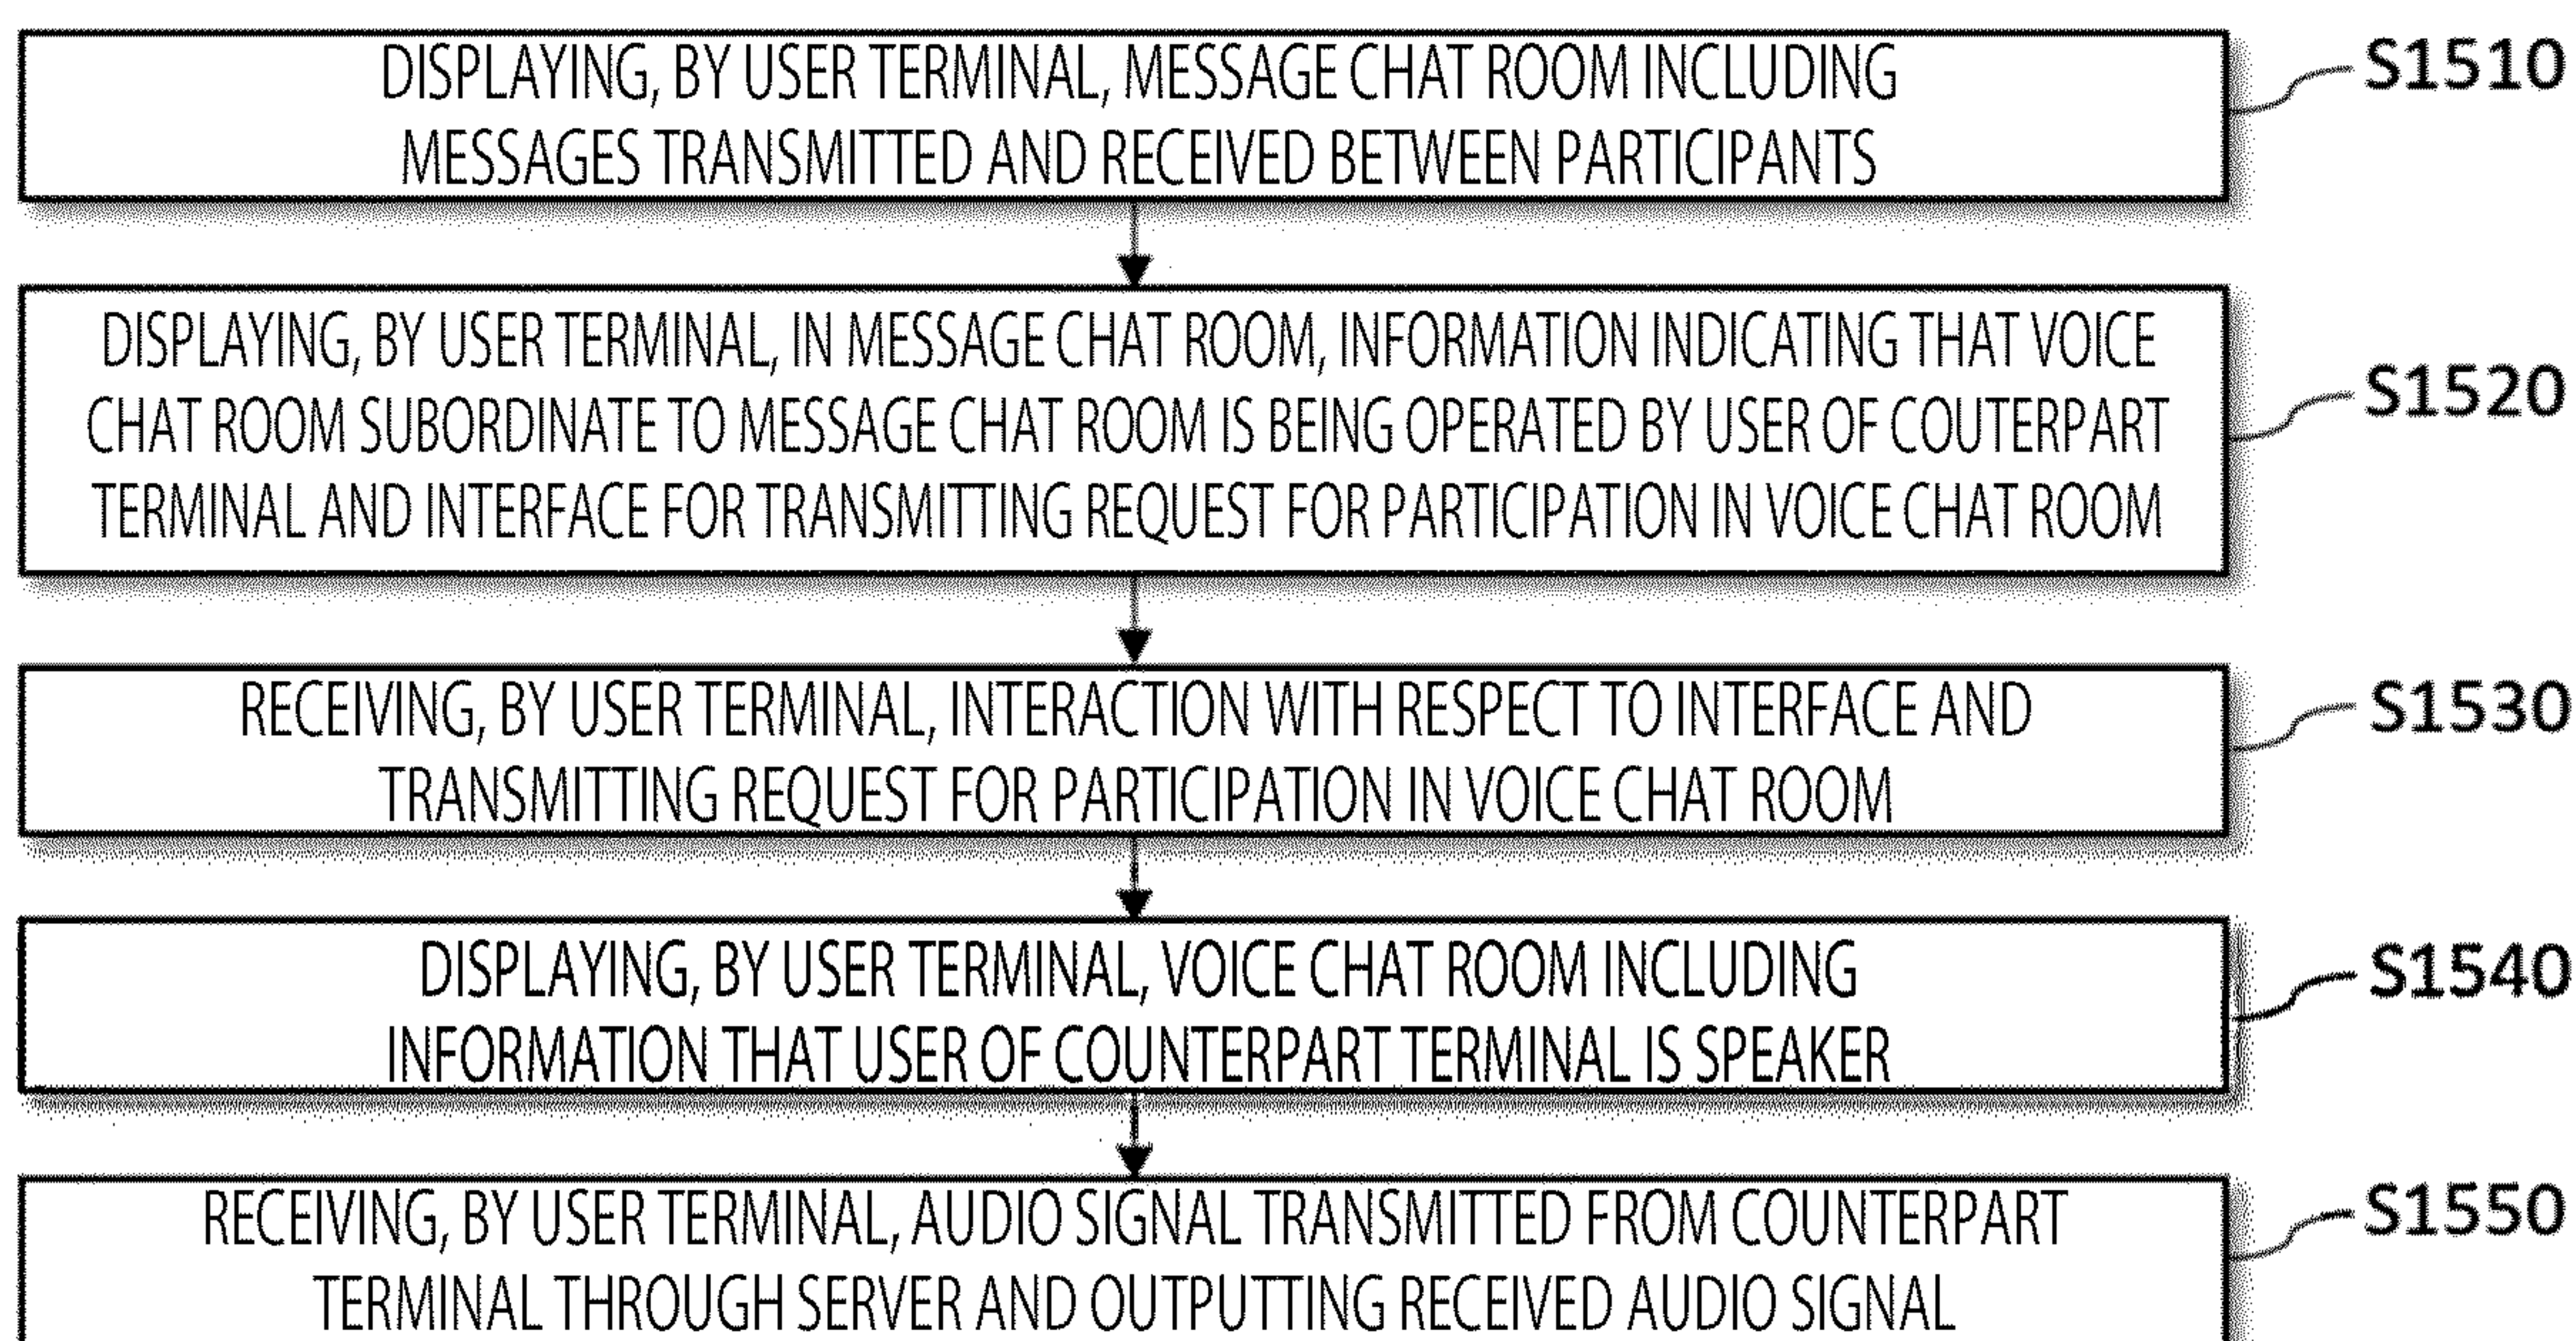 DISPLAYING, BY USER TERMINAL, MESSAGE CHAT ROOM INCLUDING
MESSAGES TRANSMITTED AND RECEIVED BETWEEN PARTICIPANTS
S1510
DISPLAYING, BY USER TERMINAL, IN MESSAGE CHAT ROOM, INFORMATION INDICATING THAT VOICE
CHAT ROOM SUBORDINATE TO MESSAGE CHAT ROOM IS BEING OPERATED BY USER OF COUTERPART
TERMINAL AND INTERFACE FOR TRANSMITTING REQUEST FOR PARTICIPATION IN VOICE CHAT ROOM
S1520
RECEIVING, BY USER TERMINAL, INTERACTION WITH RESPECT TO INTERFACE AND
TRANSMITTING REQUEST FOR PARTICIPATION IN VOICE CHAT ROOM
S1530
DISPLAYING, BY USER TERMINAL, VOICE CHAT ROOM INCLUDING
INFORMATION THAT USER OF COUNTERPART TERMINAL IS SPEAKER
S1540
RECEIVING, BY USER TERMINAL, AUDIO SIGNAL TRANSMITTED FROM COUNTERPART
TERMINAL THROUGH SERVER AND OUTPUTTING RECEIVED AUDIO SIGNAL
S1550